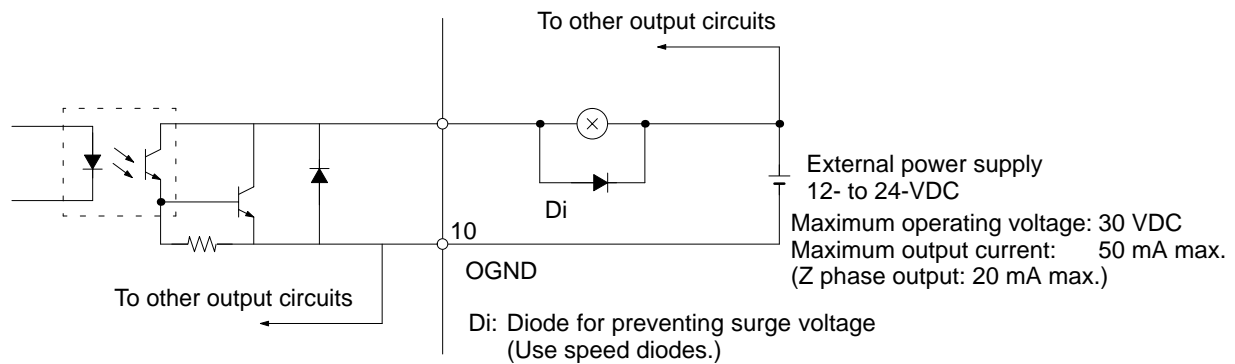 To other output circuits
External power supply
12- to 24-VDC
Di
Maximum operating voltage: 30 VDC
10
Maximum output current: 50 mA max.
OGND
(Z phase output: 20 mA max.)
To other output circuits
Di: Diode for preventing surge voltage
(Use speed diodes.)